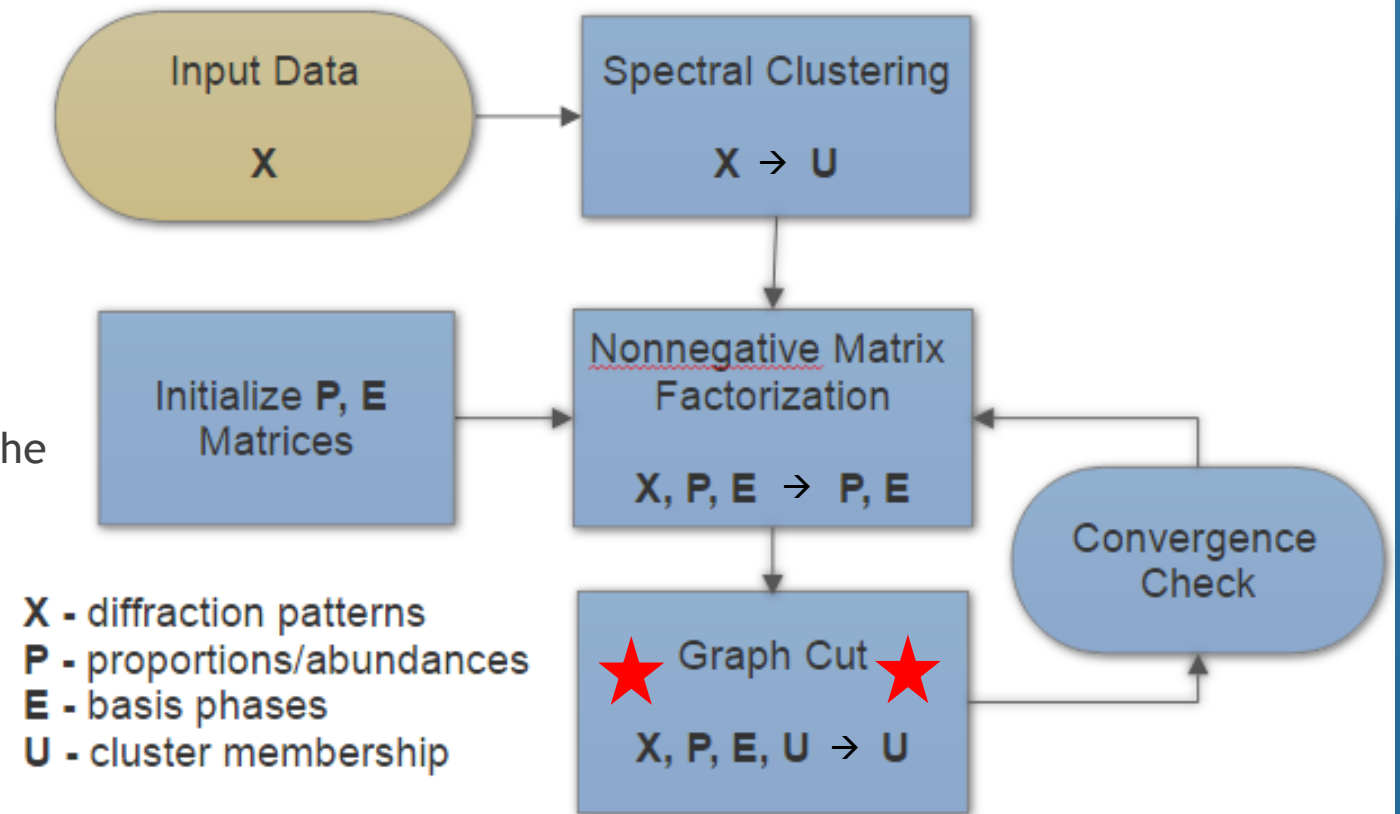 Input Data
X
Spectral Clustering
X → U
Initialize P, E
Matrices
Nonnegative Matrix
Factorization
X, P, E → P, E
he
Convergence
Check
Graph Cut
X, P, E, U → U
X - diffraction patterns
P - proportions/abundances
E - basis phases
U - cluster membership